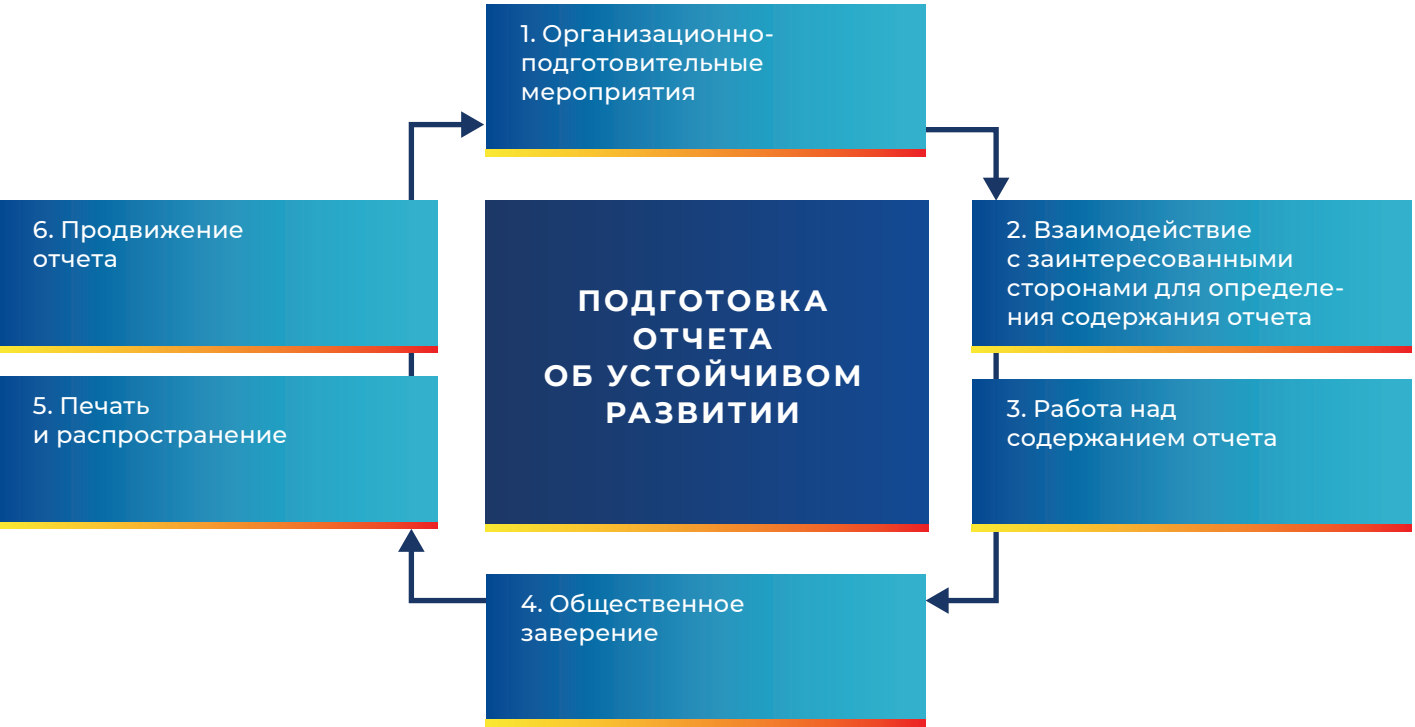 1. Организационно-
подготовительные
мероприятия
2. Взаимодействие
с заинтересованными
сторонами для определе-
ния содержания отчета
3. Работа над
содержанием отчета
4. Общественное
заверение
5. Печать
и распространение
6. Продвижение
отчета
ПОДГОТОВКА
ОТЧЕТА
ОБ УСТОЙЧИВОМ
РАЗВИТИИ